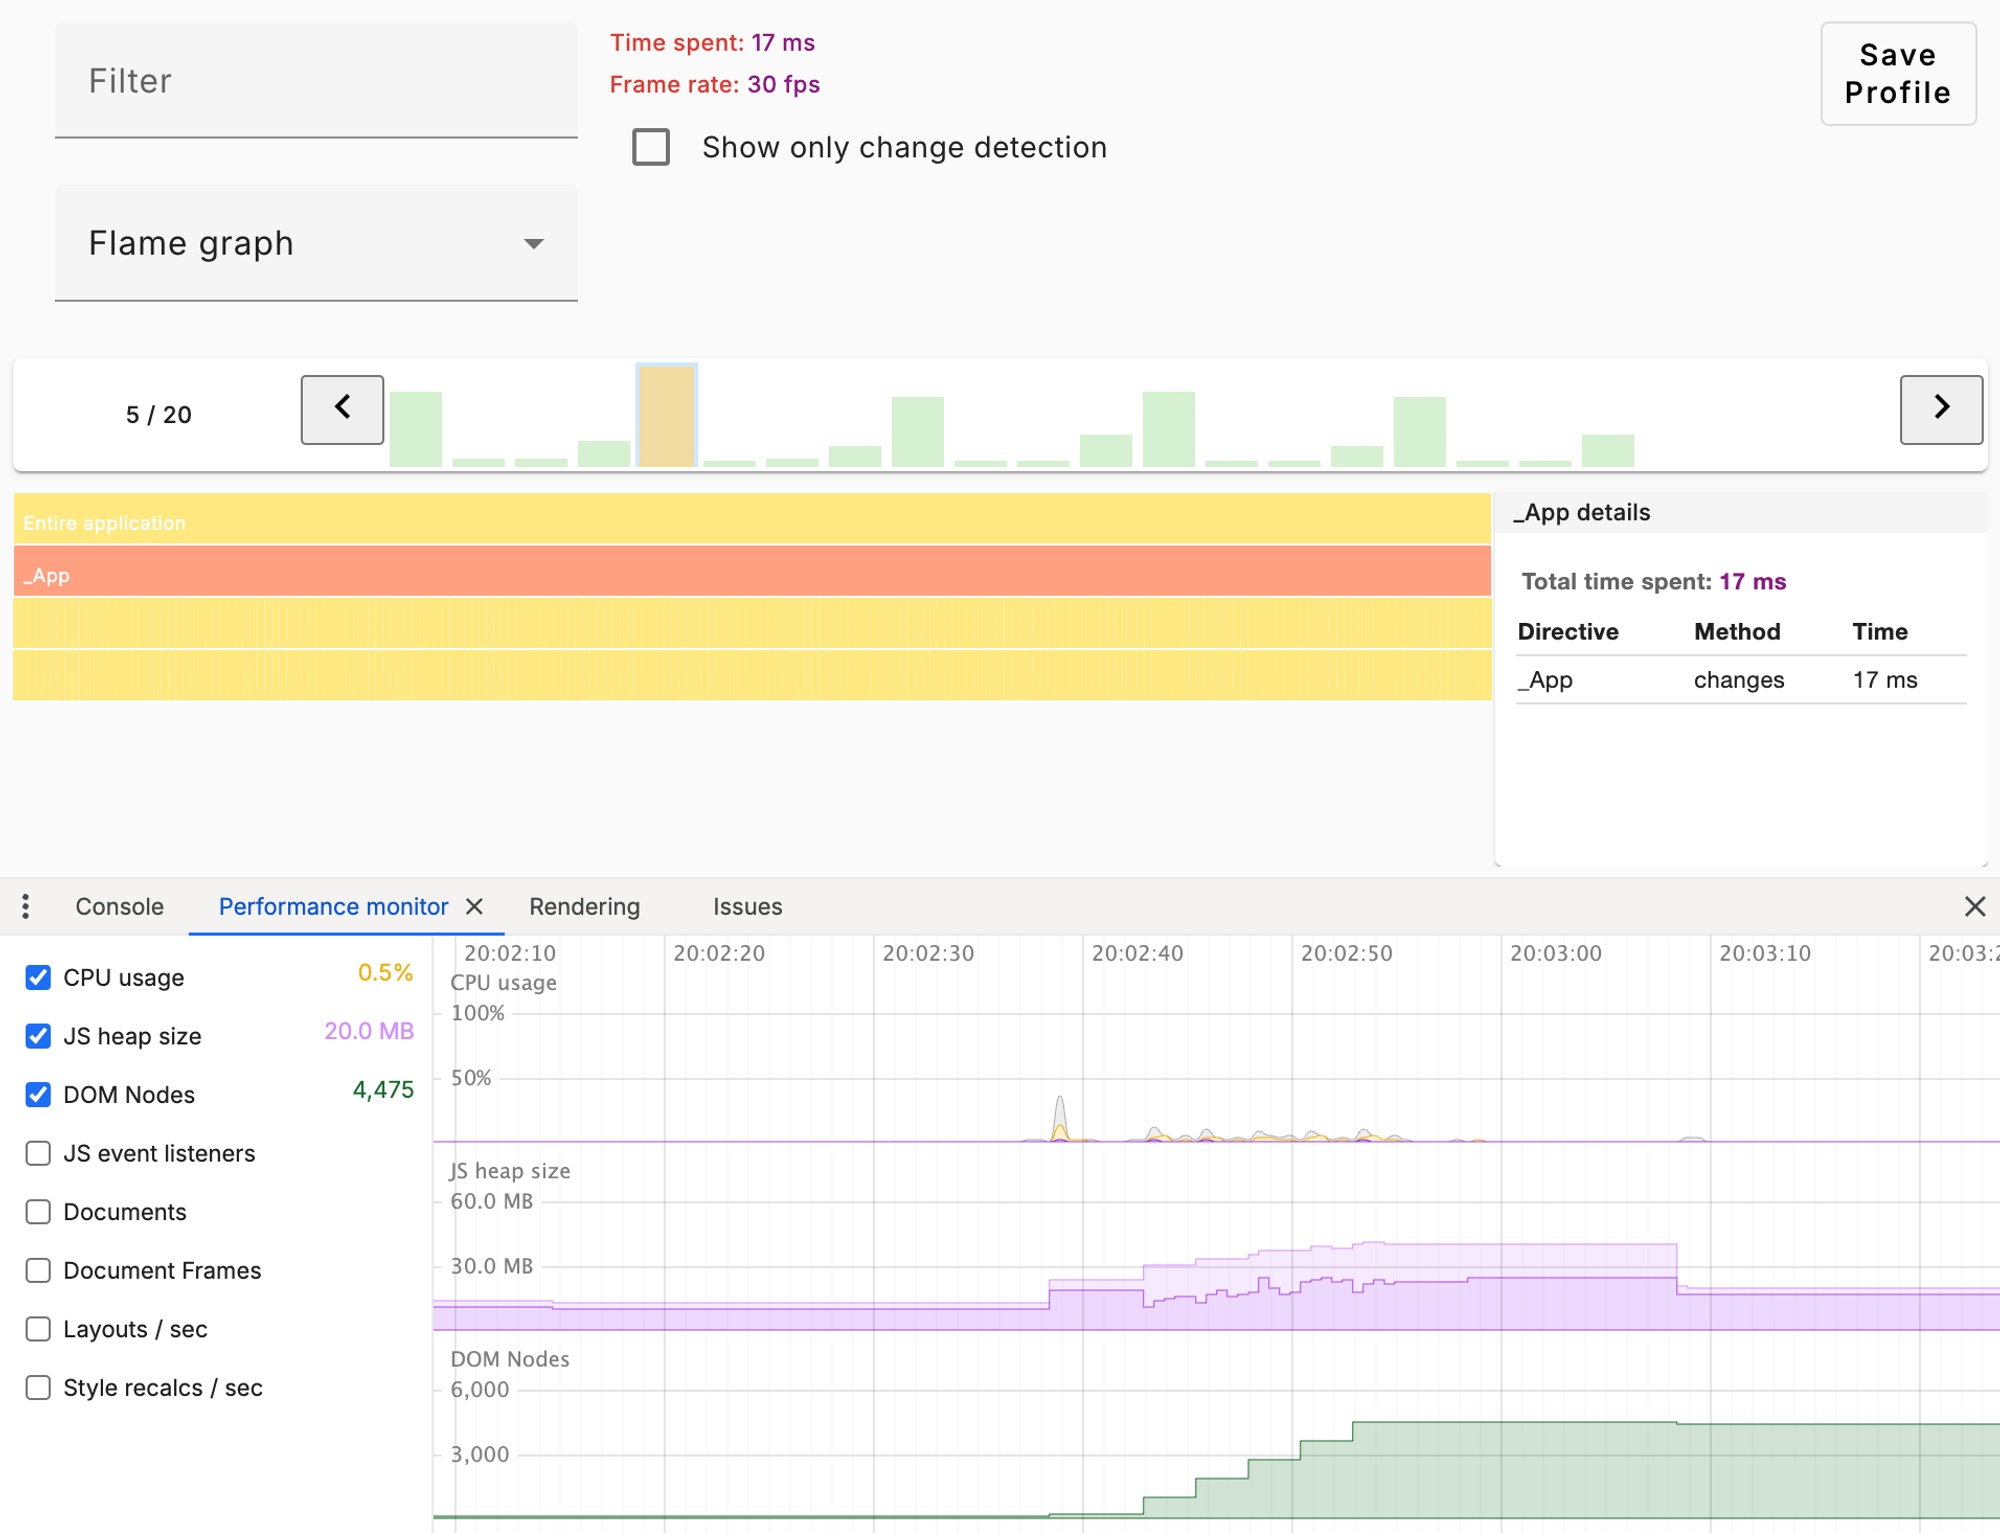 Filter
Time spent: 17 ms
Frame rate: 30 fps
Show only change detection
Save
Profile
Flame graph
5 / 20
Entire application
_App
_App details
Total time spent: 17 ms
Directive Method Time
_App changes 17 ms
Console Performance monitor Rendering Issues
CPU usage 0.5%
JS heap size 20.0 MB
DOM Nodes 4,475
JS event listeners
Documents
Document Frames
Layouts / sec
Style recalcs / sec
20:02:10 20:02:20 20:02:30 20:02:40 20:02:50 20:03:00 20:03:10 20:03:2
CPU usage
100%
50%
JS heap size
60.0 MB
30.0 MB
DOM Nodes
6,000
3,000